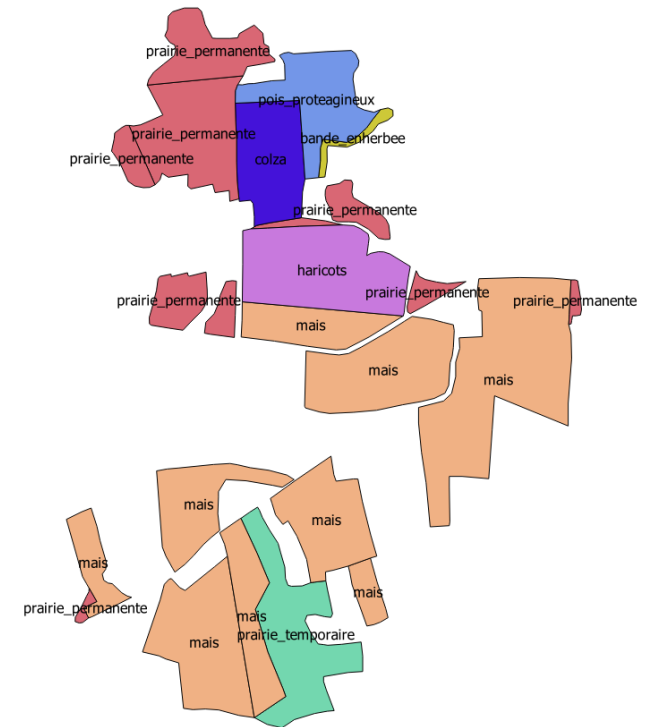 prairie_permanente
pois_proteagineux
prairie_permanente
bande_enherbee
prairie_permanente
colza
prairie_permanente
haricots
prairie_permanente
prairie_permanente
prairie_permanente
mais
mais
mais
mais
mais
mais
mais
prairie_permanente
mais
prairie_temporaire
mais